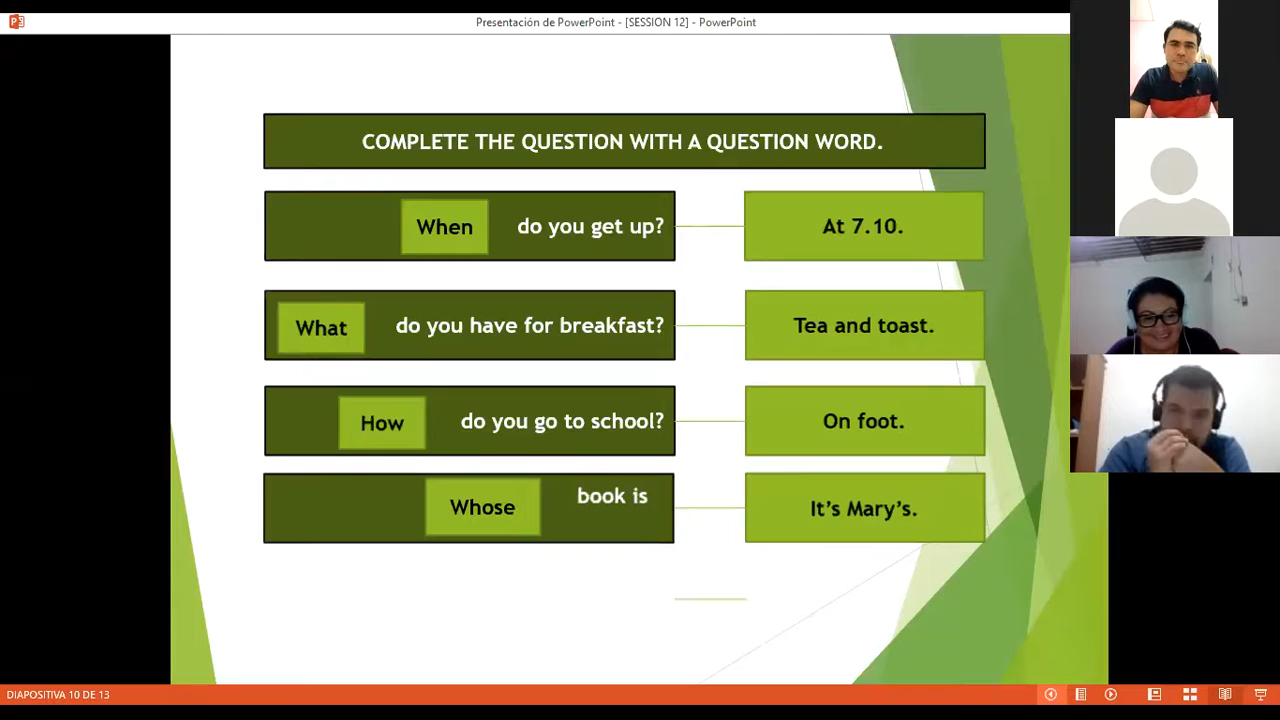 Presentación de PowerPoint - [SESSION 12] - PowerPoint
COMPLETE THE QUESTION WITH A QUESTION WORD.
When do you get up? At 7.10.
What do you have for breakfast? Tea and toast.
How do you go to school? On foot.
Whose book is It's Mary's.
DIAPOSITIVA 10 DE 13